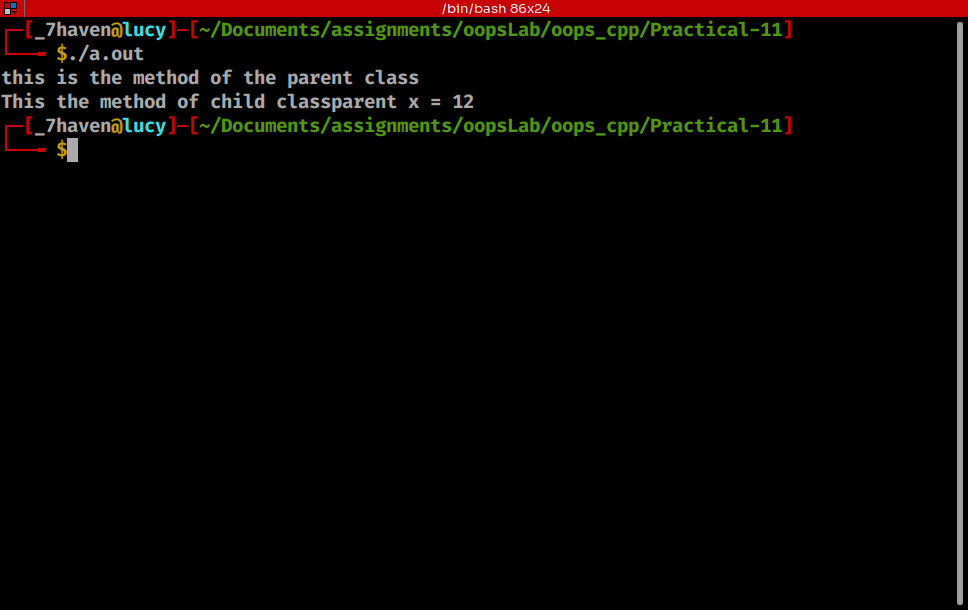 /bin/bash 86x24
┌─[_7haven@lucy]─[~/Documents/assignments/oopsLab/oops_cpp/Practical-11]
└──╼ $./a.out
this is the method of the parent class
This the method of child classparent x = 12
┌─[_7haven@lucy]─[~/Documents/assignments/oopsLab/oops_cpp/Practical-11]
└──╼ $